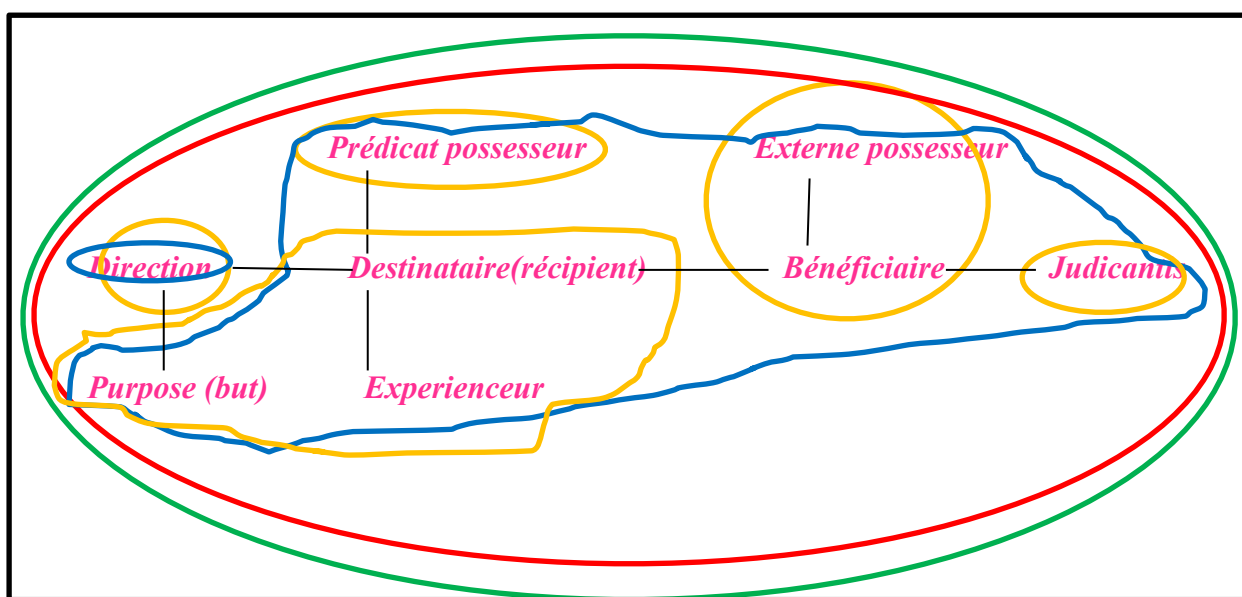 Prédicat possesseur Externe possesseur
Direction Destinataire(récipient) Bénéficiaire Judicantis
Purpose (but) Experienceur